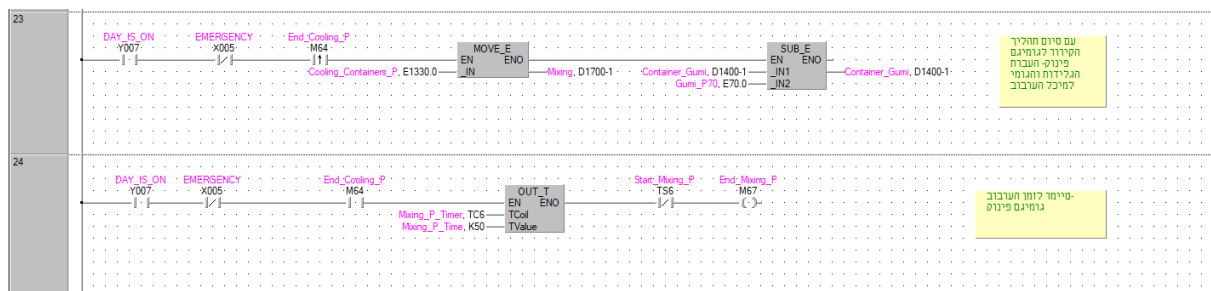 23
DAY_IS_ON EMERGENCY End_Cooling_P
Y007 X005 M64
MOVE_E
EN ENO
_IN
Cooling_Containers_P, E1330.0
Mixing, D1700-1
SUB_E
EN ENO
_IN1
_IN2
Container_Gumi, D1400-1
Gumi_P70, E70.0
Container_Gumi, D1400-1
עם סיום תהליך
הקירור לגומיגם
פינוק- העברת
הגלידות והגומי
למיכל הערבוב
24
DAY_IS_ON EMERGENCY End_Cooling_P
Y007 X005 M64
OUT_T
EN ENO
TCoil
TValue
Mixing_P_Timer, TC6
Mixing_P_Time, K50
Start_Mixing_P End_Mixing_P
TS6 M67
-טיימר לזמן הערבוב
גומיגם פינוק